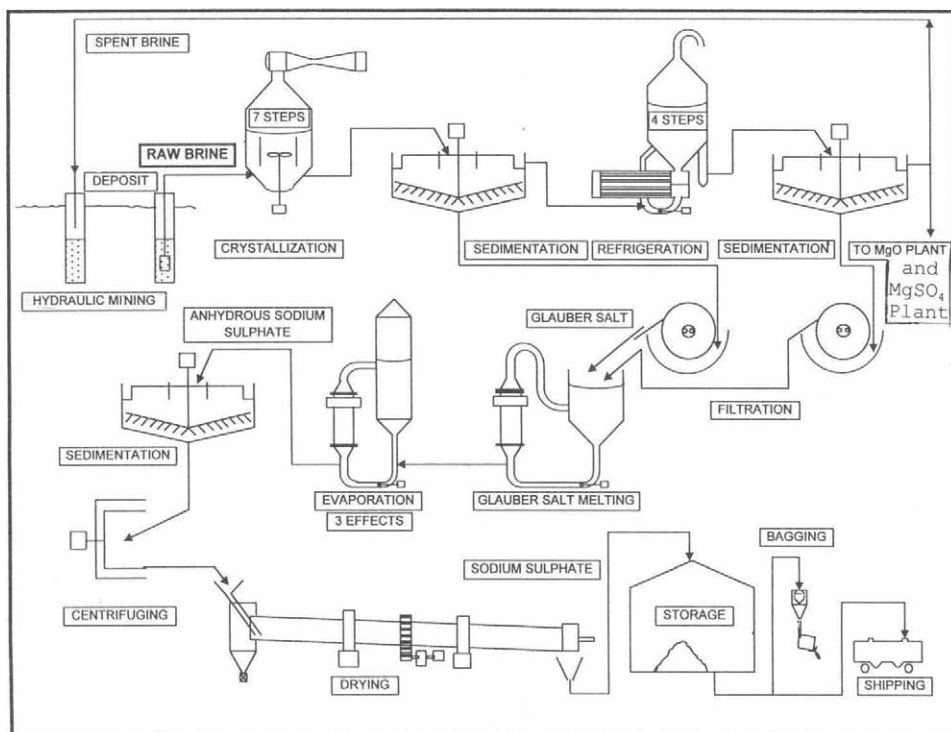 SPENT BRINE
7 STEPS
4 STEPS
RAW BRINE
DEPOSIT
CRYSTALLIZATION
SEDIMENTATION
REFRIGERATION
SEDIMENTATION
TO MgO PLANT
and
MgSO4
Plant
HYDRAULIC MINING
ANHYDROUS SODIUM
SULPHATE
GLAUBER SALT
FILTRATION
SEDIMENTATION
EVAPORATION
3 EFFECTS
GLAUBER SALT MELTING
BAGGING
SODIUM SULPHATE
CENTRIFUGING
STORAGE
DRYING
SHIPPING